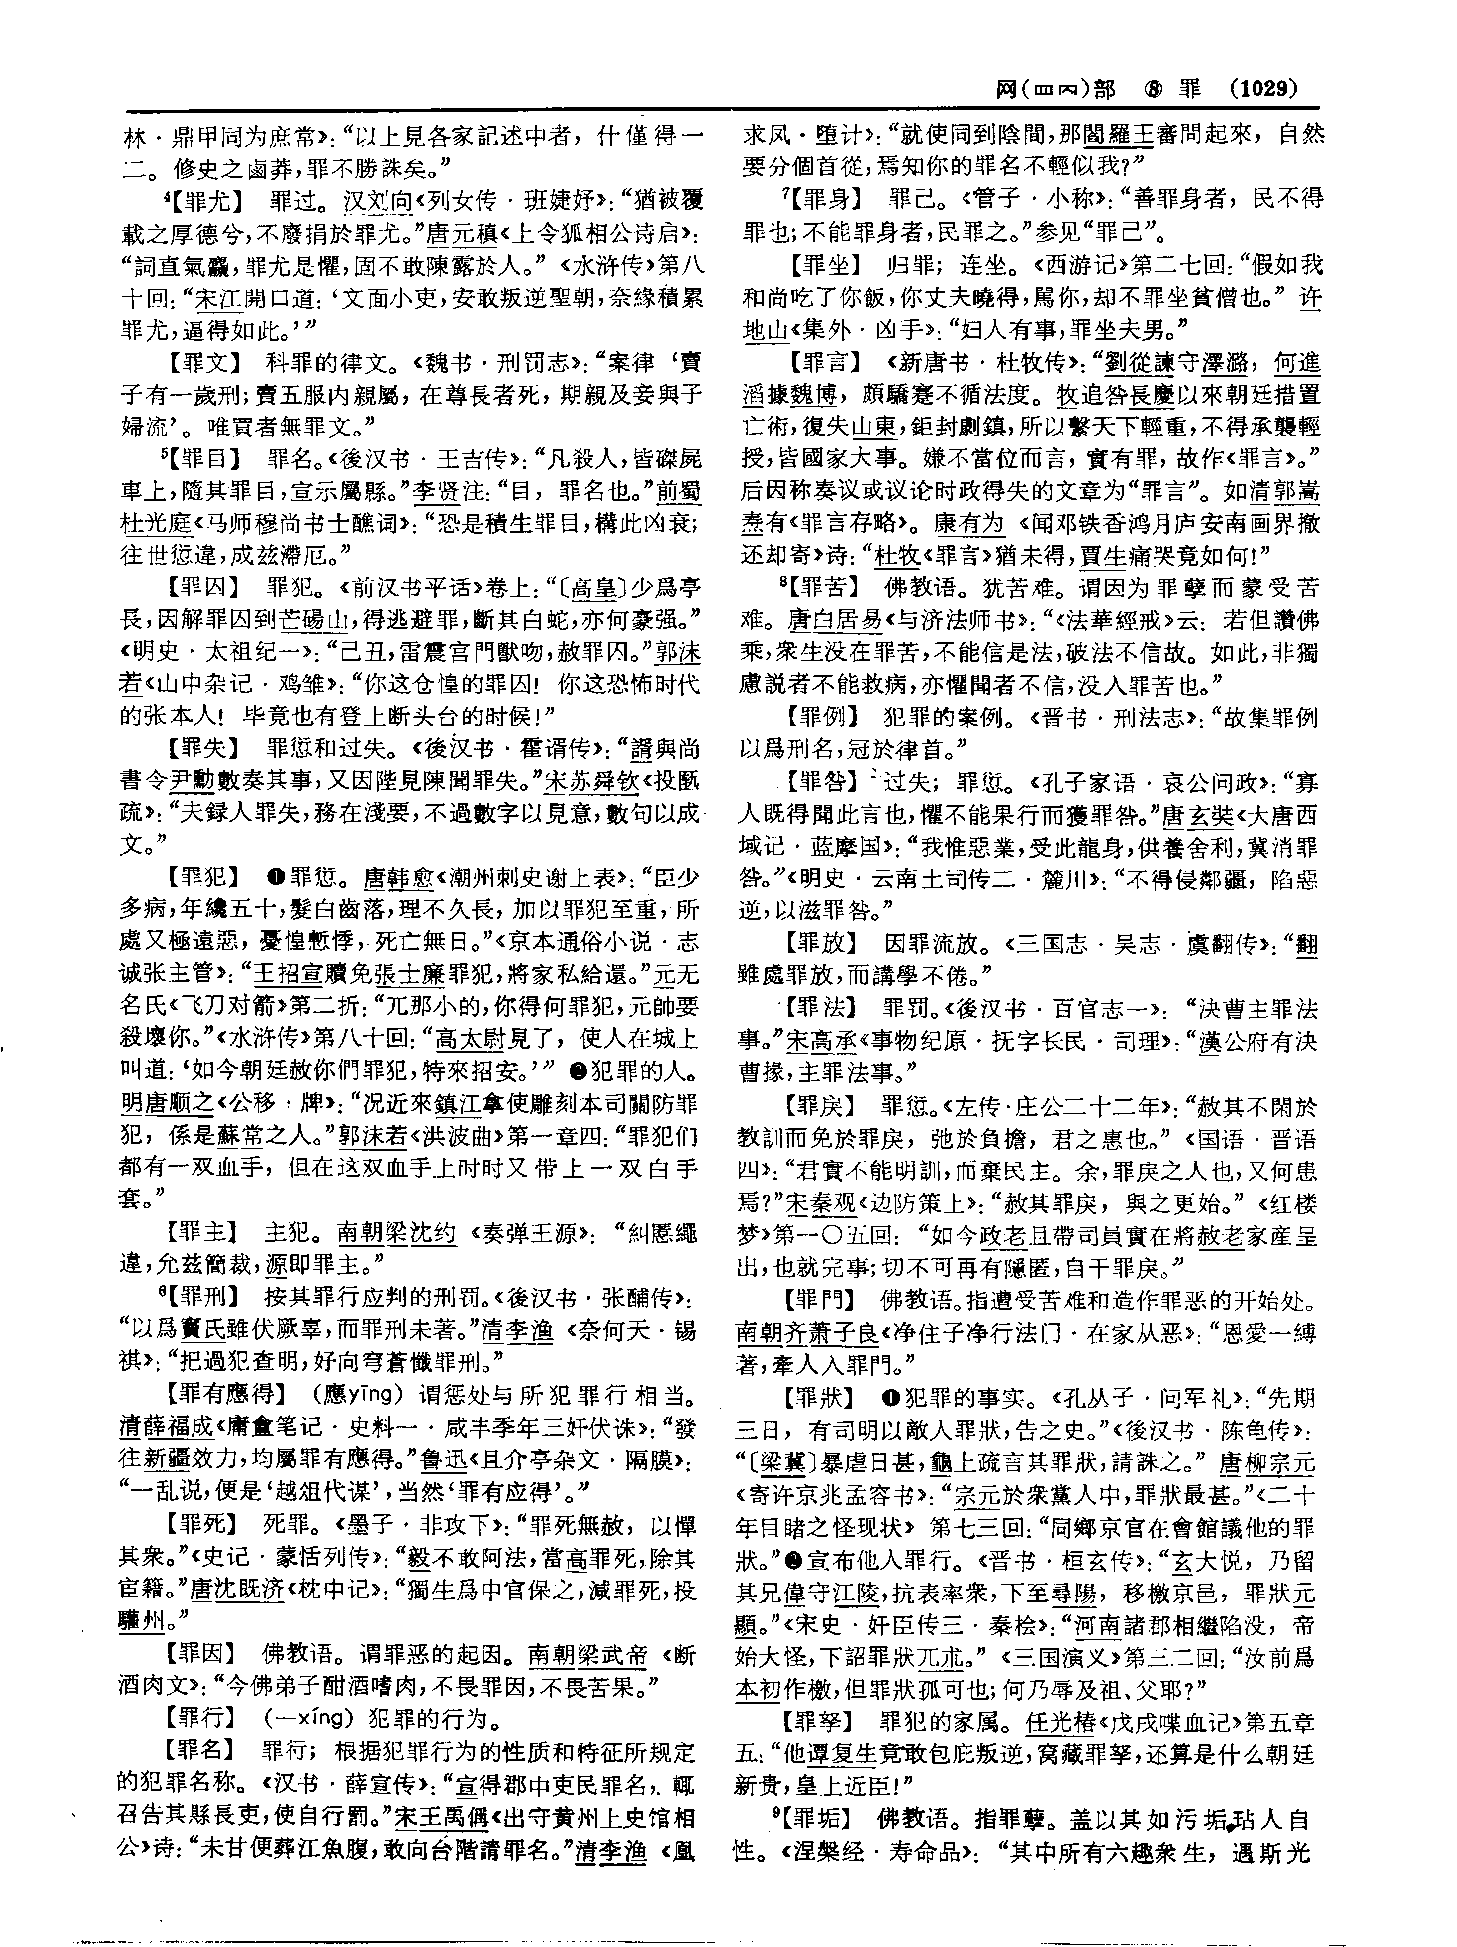 网(罒𦉪)部 ⑧ 罪 (1029)
林·鼎甲同为庶常》：“以上見各家記述中者，什僅得一
二。修史之鹵莽，罪不勝誅矣。”
⁴【罪尤】 罪过。汉刘向《列女传·班婕妤》：“猶被覆
載之厚德兮，不廢捐於罪尤。”唐元稹《上令狐相公诗启》：
“詞直氣麤，罪尤是懼，固不敢陳露於人。”《水浒传》第八
十回：“宋江開口道：‘文面小吏，安敢叛逆聖朝，奈緣積累
罪尤，逼得如此。’”
【罪文】 科罪的律文。《魏书·刑罚志》：“案律‘賣
子有一歲刑；賣五服内親屬，在尊長者死，期親及妾與子
婦流’。唯買者無罪文。”
⁵【罪目】 罪名。《後汉书·王吉传》：“凡殺人，皆磔屍
車上，隨其罪目，宣示屬縣。”李贤注：“目，罪名也。”前蜀
杜光庭《马师穆尚书土醮词》：“恐是積生罪目，構此凶衰；
往世愆違，成兹滯厄。”
【罪囚】 罪犯。《前汉书平话》卷上：“〔高皇〕少爲亭
長，因解罪囚到芒碭山，得逃避罪，斷其白蛇，亦何豪强。”
《明史·太祖纪一》：“己丑，雷震宫門獸吻，赦罪囚。”郭沫
若《山中杂记·鸡雏》：“你这仓惶的罪囚！你这恐怖时代
的张本人！毕竟也有登上断头台的时候！”
【罪失】 罪愆和过失。《後汉书·霍谞传》：“諝與尚
書令尹勳數奏其事，又因陛見陳聞罪失。”宋苏舜钦《投匦
疏》：“夫録人罪失，務在淺要，不過數字以見意，數句以成
文。”
【罪犯】 ❶罪愆。唐韩愈《潮州刺史谢上表》：“臣少
多病，年纔五十，髮白齒落，理不久長，加以罪犯至重，所
處又極遠惡，憂惶慙悸，死亡無日。”《京本通俗小说·志
诚张主管》：“王招宣贖免張士廉罪犯，將家私給還。”元无
名氏《飞刀对箭》第二折：“兀那小的，你得何罪犯，元帥要
殺壞你。”《水浒传》第八十回：“高太尉見了，使人在城上
叫道：‘如今朝廷赦你們罪犯，特來招安。’” ❷犯罪的人。
明唐顺之《公移·牌》：“况近來鎮江拿使雕刻本司關防罪
犯，係是蘇常之人。”郭沫若《洪波曲》第一章四：“罪犯们
都有一双血手，但在这双血手上时时又带上一双白手
套。”
【罪主】 主犯。南朝梁沈约《奏弹王源》：“糾慝繩
違，允兹簡裁，源即罪主。”
⁶【罪刑】 按其罪行应判的刑罚。《後汉书·张酺传》：
“以爲竇氏雖伏厥辜，而罪刑未著。”清李渔《奈何天·锡
祺》：“把過犯查明，好向穹蒼懺罪刑。”
【罪有應得】 （應yīng）谓惩处与所犯罪行相当。
清薛福成《庸盦笔记·史料一·咸丰季年三奸伏诛》：“發
往新疆效力，均屬罪有應得。”鲁迅《且介亭杂文·隔膜》：
“一乱说，便是‘越俎代谋’，当然‘罪有应得’。”
【罪死】 死罪。《墨子·非攻下》：“罪死無赦，以憚
其衆。”《史记·蒙恬列传》：“毅不敢阿法，當高罪死，除其
宦籍。”唐沈既济《枕中记》：“獨生爲中官保之，減罪死，投
驩州。”
【罪因】 佛教语。谓罪恶的起因。南朝梁武帝《断
酒肉文》：“今佛弟子酣酒嗜肉，不畏罪因，不畏苦果。”
【罪行】 （—xíng）犯罪的行为。
【罪名】 罪行；根据犯罪行为的性质和特征所规定
的犯罪名称。《汉书·薛宣传》：“宣得郡中吏民罪名，輒
召告其縣長吏，使自行罰。”宋王禹偁《出守黄州上史馆相
公》诗：“未甘便葬江魚腹，敢向台階請罪名。”清李渔《凰
求凤·堕计》：“就使同到陰間，那閻羅王審問起來，自然
要分個首從，焉知你的罪名不輕似我？”
⁷【罪身】 罪己。《管子·小称》：“善罪身者，民不得
罪也；不能罪身者，民罪之。”参见“罪己”。
【罪坐】 归罪；连坐。《西游记》第二七回：“假如我
和尚吃了你飯，你丈夫曉得，駡你，却不罪坐貧僧也。”许
地山《集外·凶手》：“妇人有事，罪坐夫男。”
【罪言】 《新唐书·杜牧传》：“劉從諫守澤潞，何進
滔據魏博，頗驕蹇不循法度。牧追咎長慶以來朝廷措置
亡術，復失山東，鉅封劇鎮，所以繫天下輕重，不得承襲輕
授，皆國家大事。嫌不當位而言，實有罪，故作《罪言》。”
后因称奏议或议论时政得失的文章为“罪言”。如清郭嵩
焘有《罪言存略》。康有为《闻邓铁香鸿胪安南画界撤
还却寄》诗：“杜牧《罪言》猶未得，賈生痛哭竟如何！”
⁸【罪苦】 佛教语。犹苦难。谓因为罪孽而蒙受苦
难。唐白居易《与济法师书》：“《法華經戒》云：若但讚佛
乘，衆生没在罪苦，不能信是法，破法不信故。如此，非獨
慮説者不能救病，亦懼聞者不信，没入罪苦也。”
【罪例】 犯罪的案例。《晋书·刑法志》：“故集罪例
以爲刑名，冠於律首。”
【罪咎】 过失；罪愆。《孔子家语·哀公问政》：“寡
人既得聞此言也，懼不能果行而獲罪咎。”唐玄奘《大唐西
域记·蓝摩国》：“我惟惡業，受此龍身，供養舍利，冀消罪
咎。”《明史·云南土司传二·麓川》：“不得侵鄰疆，陷惡
逆，以滋罪咎。”
【罪放】 因罪流放。《三国志·吴志·虞翻传》：“翻
雖處罪放，而講學不倦。”
【罪法】 罪罚。《後汉书·百官志一》：“决曹主罪法
事。”宋高承《事物纪原·抚字长民·司理》：“漢公府有決
曹掾，主罪法事。”
【罪戾】 罪愆。《左传·庄公二十二年》：“赦其不閑於
教訓而免於罪戾，弛於負擔，君之惠也。”《国语·晋语
四》：“君實不能明訓，而棄民主。余，罪戾之人也，又何患
焉？”宋秦观《边防策上》：“赦其罪戾，與之更始。”《红楼
梦》第一〇五回：“如今政老且帶司員實在將赦老家産呈
出，也就完事；切不可再有隱匿，自干罪戾。”
【罪門】 佛教语。指遭受苦难和造作罪恶的开始处。
南朝齐萧子良《净住子净行法门·在家从恶》：“恩愛一縛
著，牽人入罪門。”
【罪狀】 ❶犯罪的事实。《孔丛子·问军礼》：“先期
三日，有司明以敵人罪狀，告之史。”《後汉书·陈龟传》：
“〔梁冀〕暴虐日甚，龜上疏言其罪狀，請誅之。”唐柳宗元
《寄许京兆孟容书》：“宗元於衆黨人中，罪狀最甚。”《二十
年目睹之怪现状》第七三回：“同鄉京官在會館議他的罪
狀。”❷宣布他人罪行。《晋书·桓玄传》：“玄大悦，乃留
其兄偉守江陵，抗表率衆，下至尋陽，移檄京邑，罪狀元
顯。”《宋史·奸臣传三·秦桧》：“河南諸郡相繼陷没，帝
始大怪，下詔罪狀兀朮。”《三国演义》第三二回：“汝前爲
本初作檄，但罪狀孤可也；何乃辱及祖、父耶？”
【罪孥】 罪犯的家属。任光椿《戊戌喋血记》第五章
五：“他谭复生竟敢包庇叛逆，窝藏罪孥，还算是什么朝廷
新贵，皇上近臣！”
⁹【罪垢】 佛教语。指罪孽。盖以其如污垢玷人自
性。《涅槃经·寿命品》：“其中所有六趣衆生，遇斯光